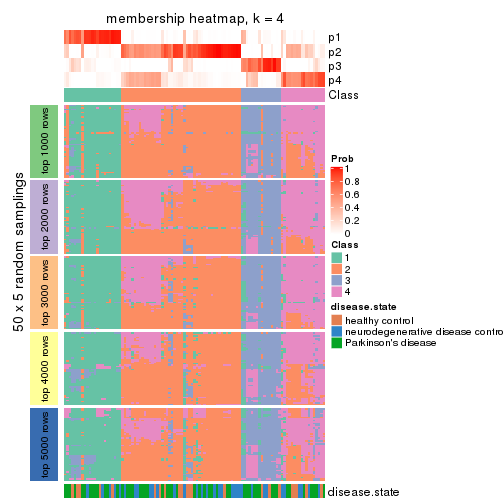 membership heatmap, k = 4
p1
p2
p3
p4
Class
50 x 5 random samplings
top 1000 rows
top 2000 rows
top 3000 rows
top 4000 rows
top 5000 rows
Prob
1
0.8
0.6
0.4
0.2
0
Class
1
2
3
4
disease.state
healthy control
neurodegenerative disease contro
Parkinson's disease
disease.state